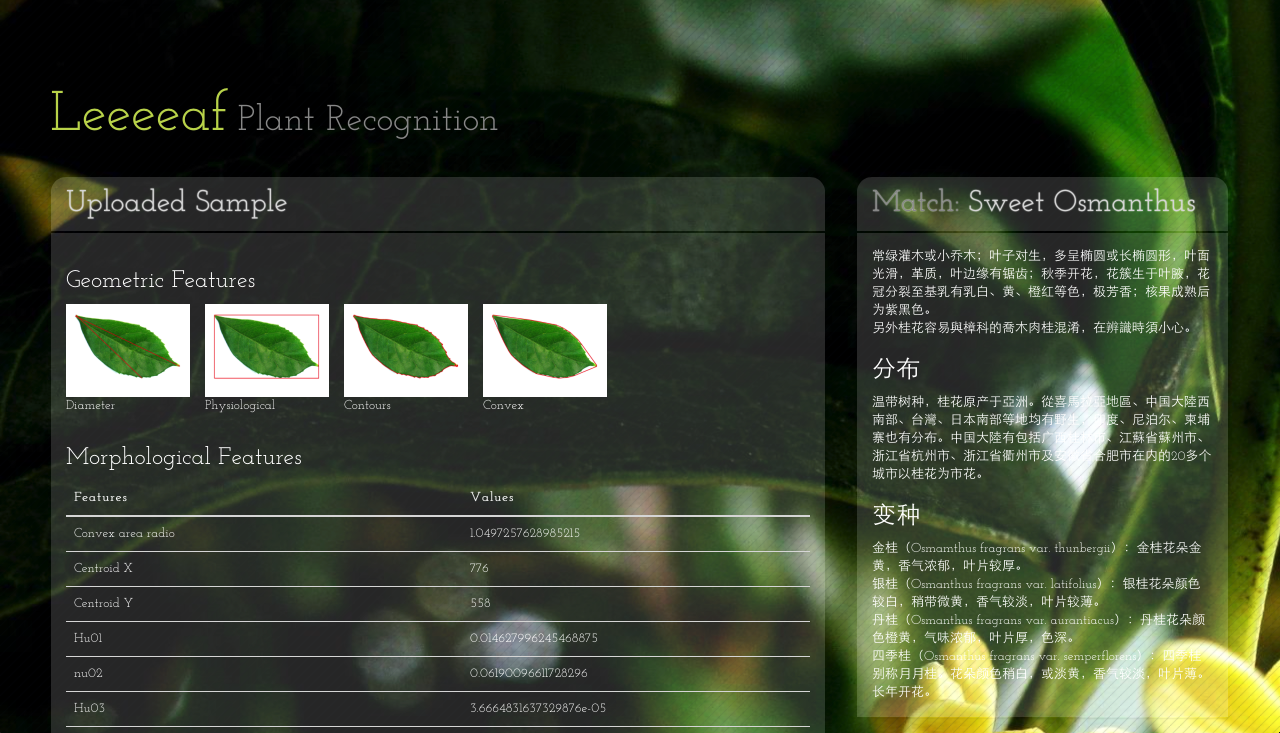 Leeeeaf Plant Recognition
Uploaded Sample
Geometric Features
Diameter
Physiological
Contours
Convex
Morphological Features
Features Values
Convex area radio 1.0497257628985215
Centroid X 776
Centroid Y 558
Hu01 0.014627996245468875
nu02 0.06190096611728296
Hu03 3.6664831637329876e-05
Match: Sweet Osmanthus
常绿灌木或小乔木；叶子对生，多呈椭圆或长椭圆形，叶面
光滑，革质，叶边缘有锯齿；秋季开花，花簇生于叶腋，花
冠分裂至基乳有乳白、黄、橙红等色，极芳香；核果成熟后
为紫黑色。
另外桂花容易與樟科的喬木肉桂混淆，在辨識時須小心。
分布
温带树种，桂花原产于亞洲。從喜馬拉亚地區、中国大陸西
南部、台灣、日本南部等地均有野生 度、尼泊尔、柬埔
寨也有分布。中国大陸有包括广 、江蘇省蘇州市、
浙江省杭州市、浙江省衢州市及安 合肥市在内的20多个
城市以桂花为市花。
变种
金桂（Osmamthus fragrans var. thunbergii）：金桂花朵金
黄，香气浓郁，叶片较厚。
银桂（Osmanthus fragrans var. latifolius）：银桂花朵颜色
较白，稍带微黄，香气较淡，叶片较薄。
丹桂（Osmanthus fragrans var. aurantiacus）：丹桂花朵颜
色橙黄，气味浓郁，叶片厚，色深。
四季桂（Osmanthus fragrans var. semperflorens）：四季桂
别称月月桂，花朵颜色稍白，或淡黄，香气较淡，叶片薄。
长年开花。